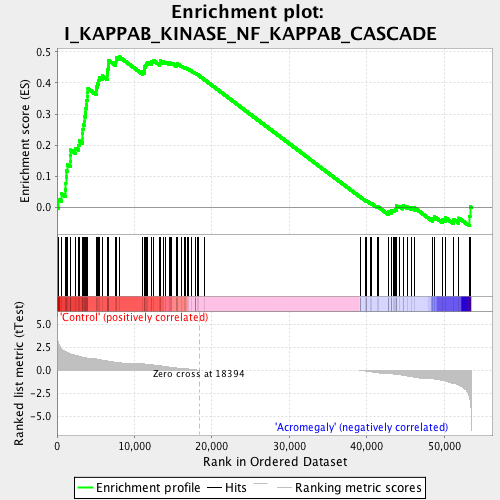 Enrichment plot:
I_KAPPAB_KINASE_NF_KAPPAB_CASCADE
Enrichment score (ES)
0.5
0.4
0.3
0.2
0.1
0.0
'Control' (positively correlated)
Ranked list metric (tTest)
5.0
2.5
0.0
-2.5
-5.0
Zero cross at 18394
'Acromegaly' (negatively correlated)
0
10,000
20,000
30,000
40,000
50,000
Rank in Ordered Dataset
Enrichment profile
Hits
Ranking metric scores